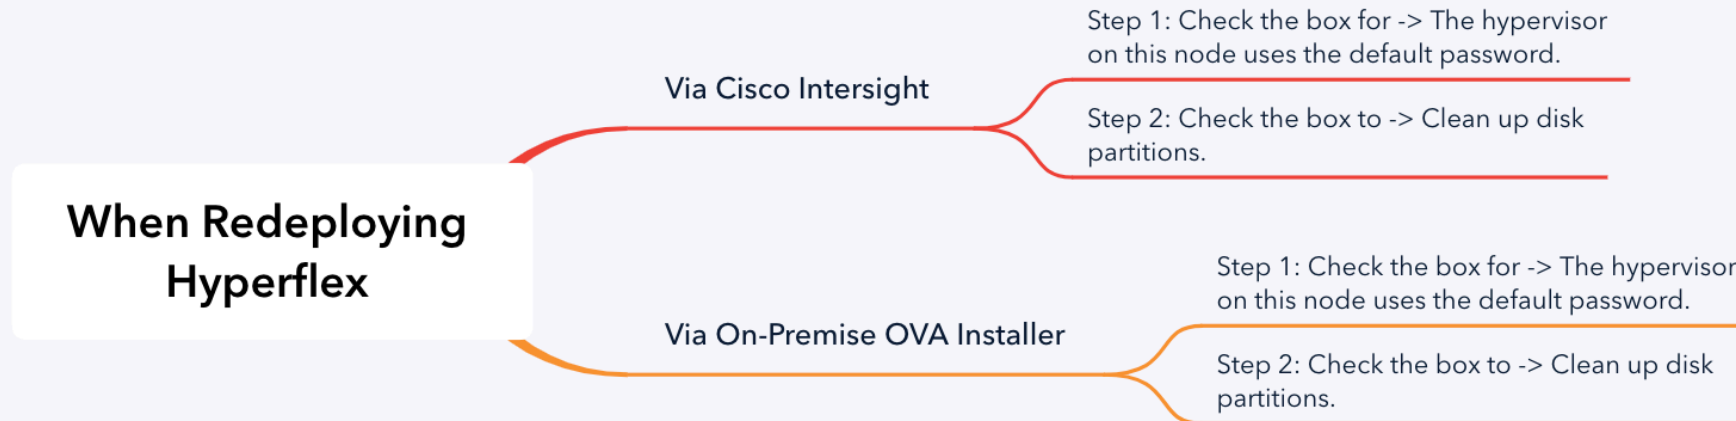 When Redeploying
Hyperflex
Via Cisco Intersight
Step 1: Check the box for -> The hypervisor
on this node uses the default password.
Step 2: Check the box to -> Clean up disk
partitions.
Via On-Premise OVA Installer
Step 1: Check the box for -> The hypervisor
on this node uses the default password.
Step 2: Check the box to -> Clean up disk
partitions.